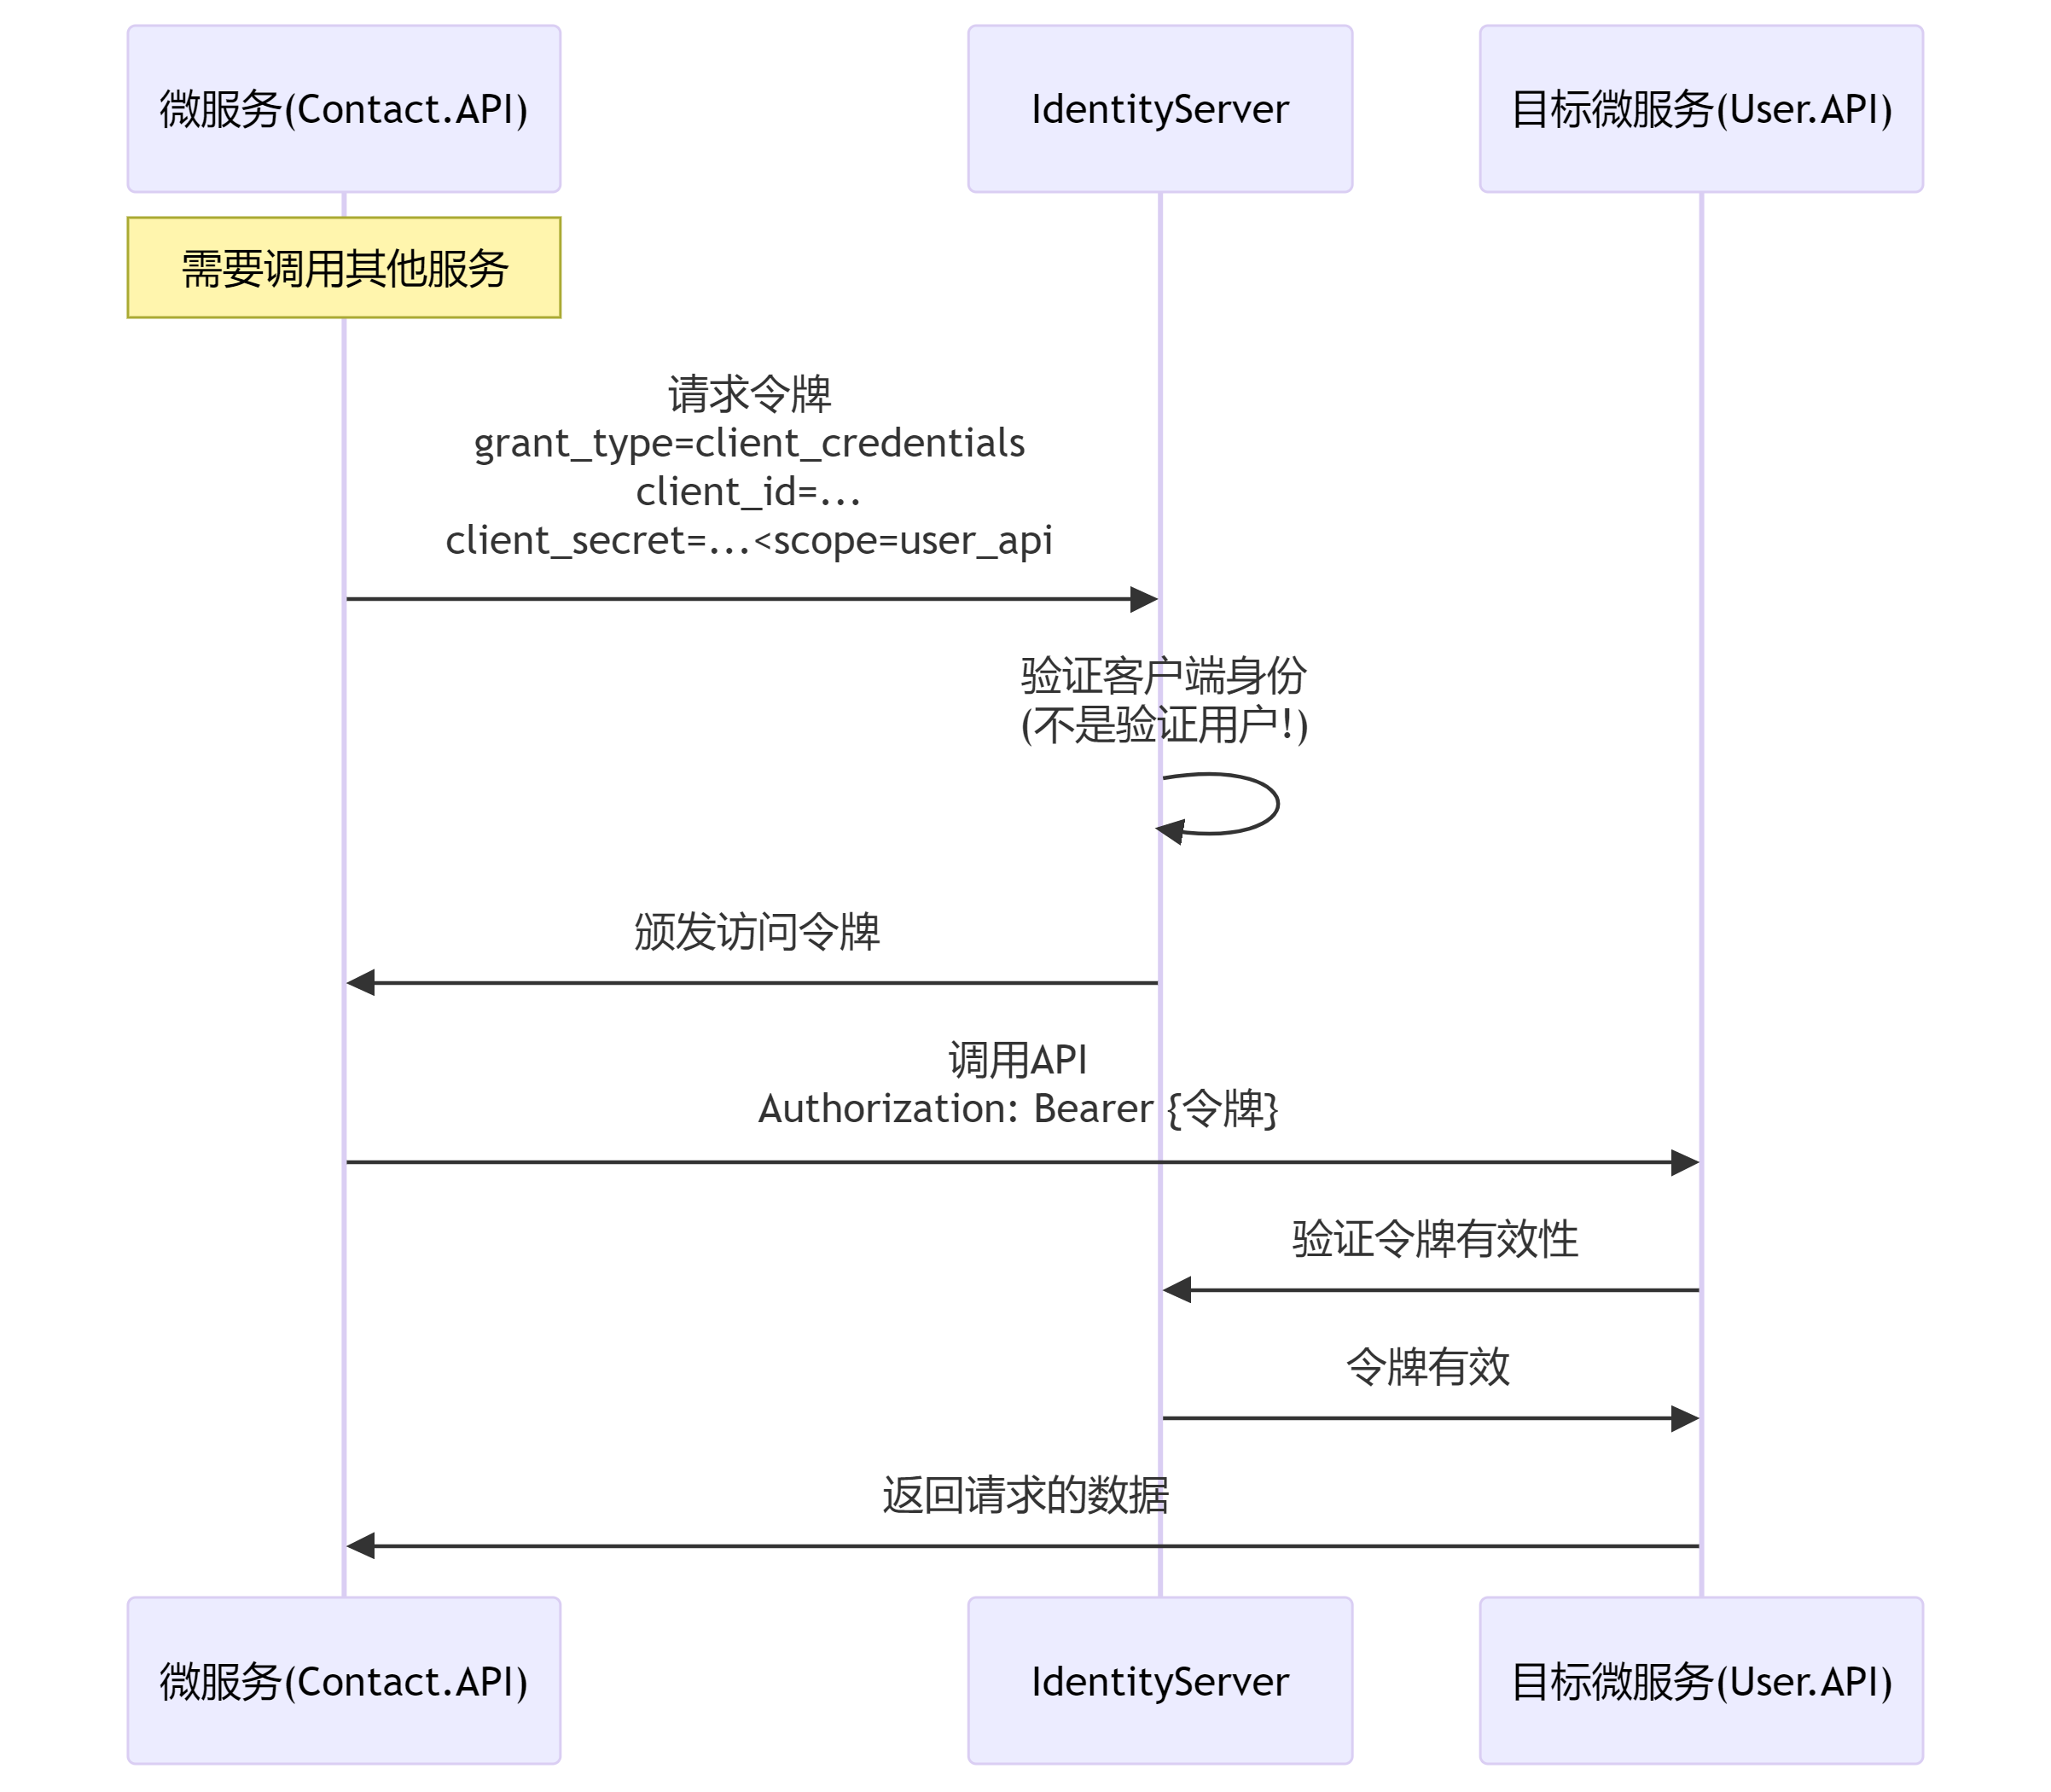 微服务(Contact.API)
IdentityServer
目标微服务(User.API)
需要调用其他服务
请求令牌
grant_type=client_credentials
client_id=...
client_secret=...<scope=user_api
验证客户端身份
(不是验证用户!)
颁发访问令牌
调用API
Authorization: Bearer {令牌}
验证令牌有效性
令牌有效
返回请求的数据
微服务(Contact.API)
IdentityServer
目标微服务(User.API)